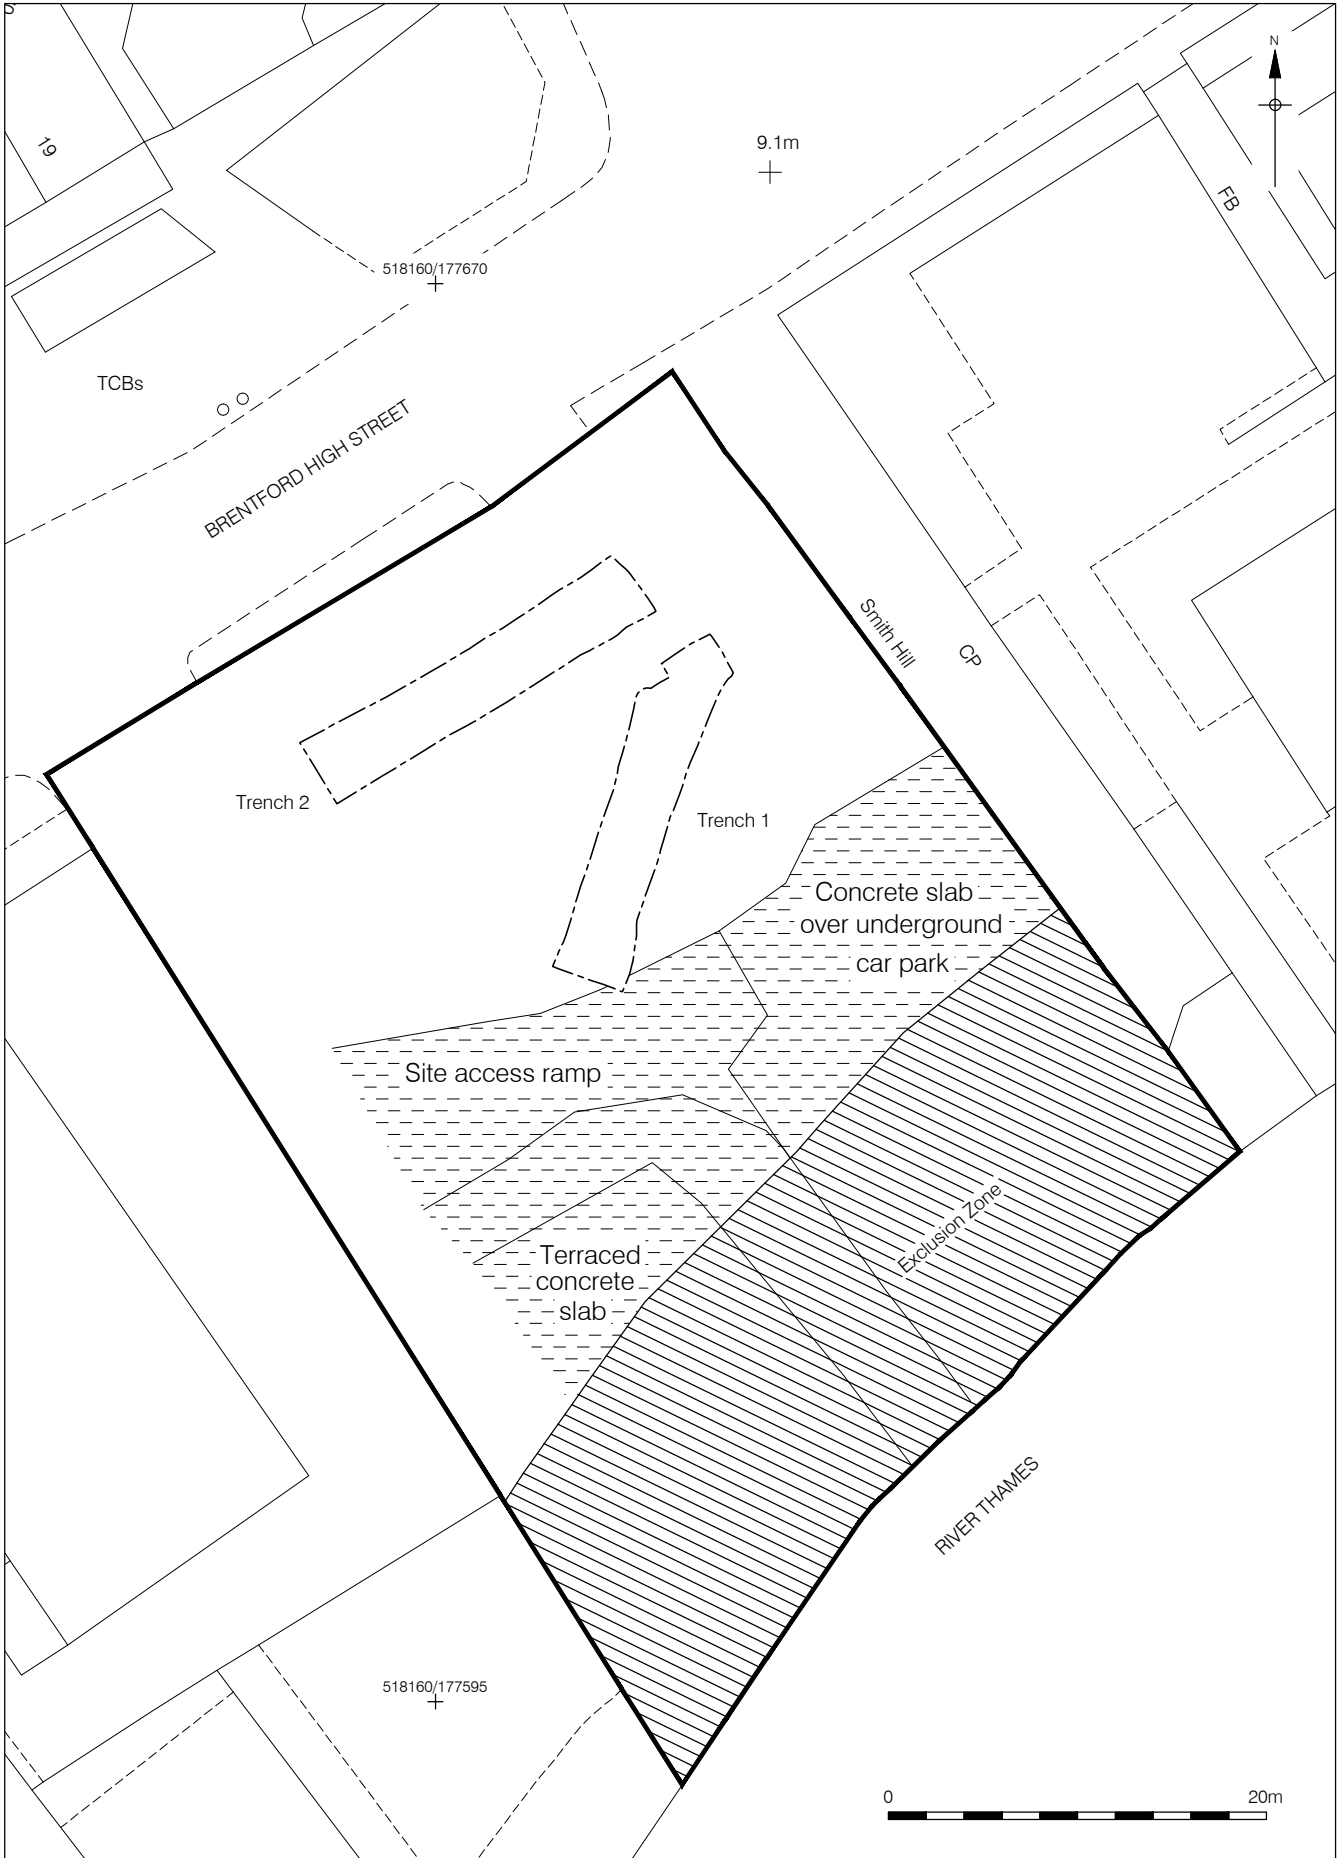 N
9.1m
19
FB
518160/177670
TCBs
BRENTFORD HIGH STREET
Smith Hill
CP
Trench 2
Trench 1
Concrete slab
over underground
car park
Site access ramp
Exclusion Zone
Terraced
concrete
slab
RIVER THAMES
518160/177595
0 20m